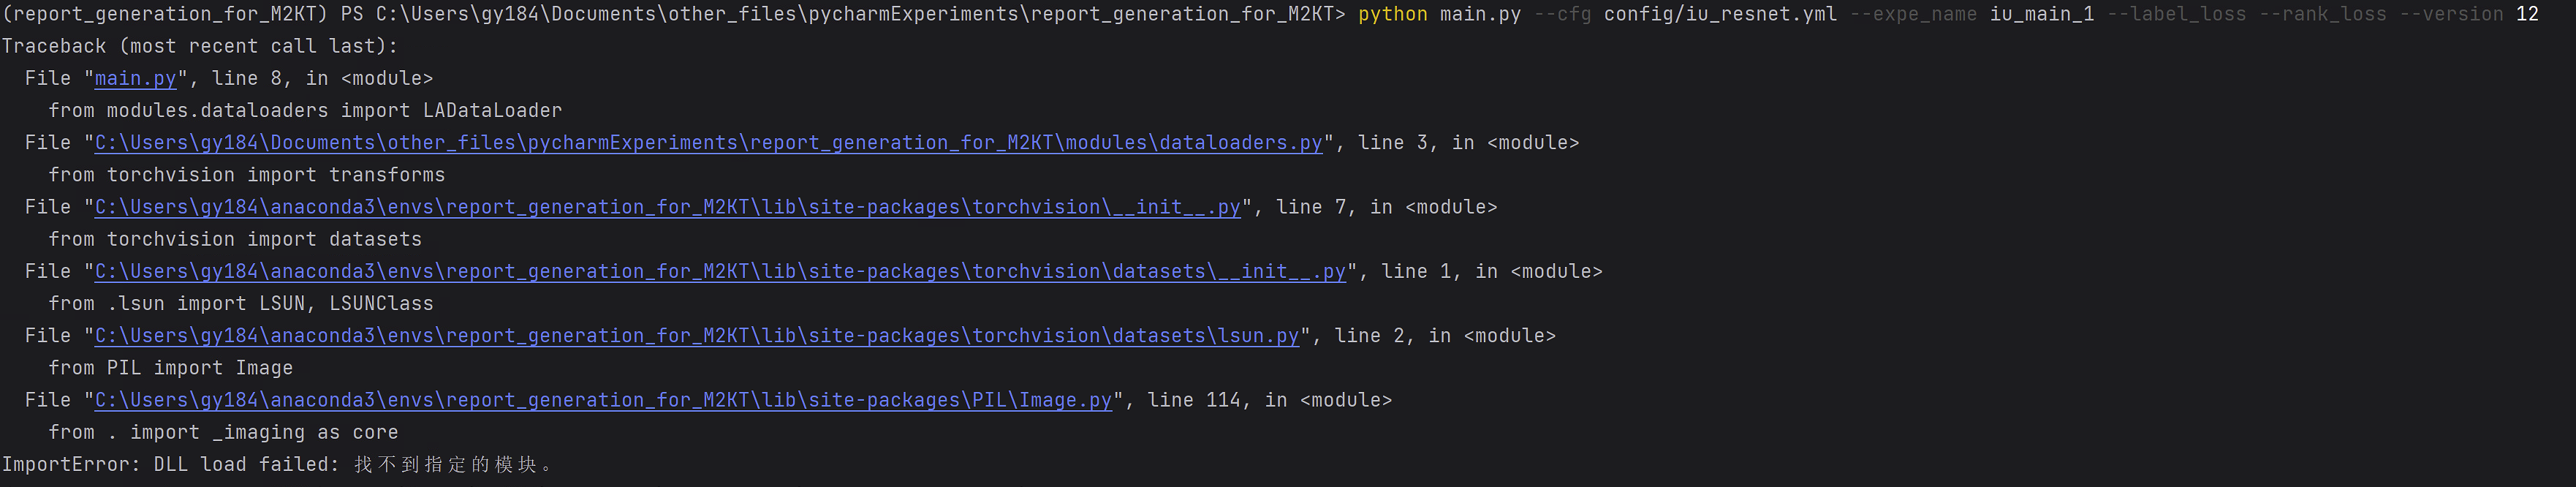 (report_generation_for_M2KT) PS C:\Users\gy184\Documents\other_files\pycharmExperiments\report_generation_for_M2KT> python main.py --cfg config/iu_resnet.yml --expe_name iu_main_1 --label_loss --rank_loss --version 12
Traceback (most recent call last):
  File "main.py", line 8, in <module>
    from modules.dataloaders import LADataLoader
  File "C:\Users\gy184\Documents\other_files\pycharmExperiments\report_generation_for_M2KT\modules\dataloaders.py", line 3, in <module>
    from torchvision import transforms
  File "C:\Users\gy184\anaconda3\envs\report_generation_for_M2KT\lib\site-packages\torchvision\__init__.py", line 7, in <module>
    from torchvision import datasets
  File "C:\Users\gy184\anaconda3\envs\report_generation_for_M2KT\lib\site-packages\torchvision\datasets\__init__.py", line 1, in <module>
    from .lsun import LSUN, LSUNClass
  File "C:\Users\gy184\anaconda3\envs\report_generation_for_M2KT\lib\site-packages\torchvision\datasets\lsun.py", line 2, in <module>
    from PIL import Image
  File "C:\Users\gy184\anaconda3\envs\report_generation_for_M2KT\lib\site-packages\PIL\Image.py", line 114, in <module>
    from . import _imaging as core
ImportError: DLL load failed: 找不到指定的模块。